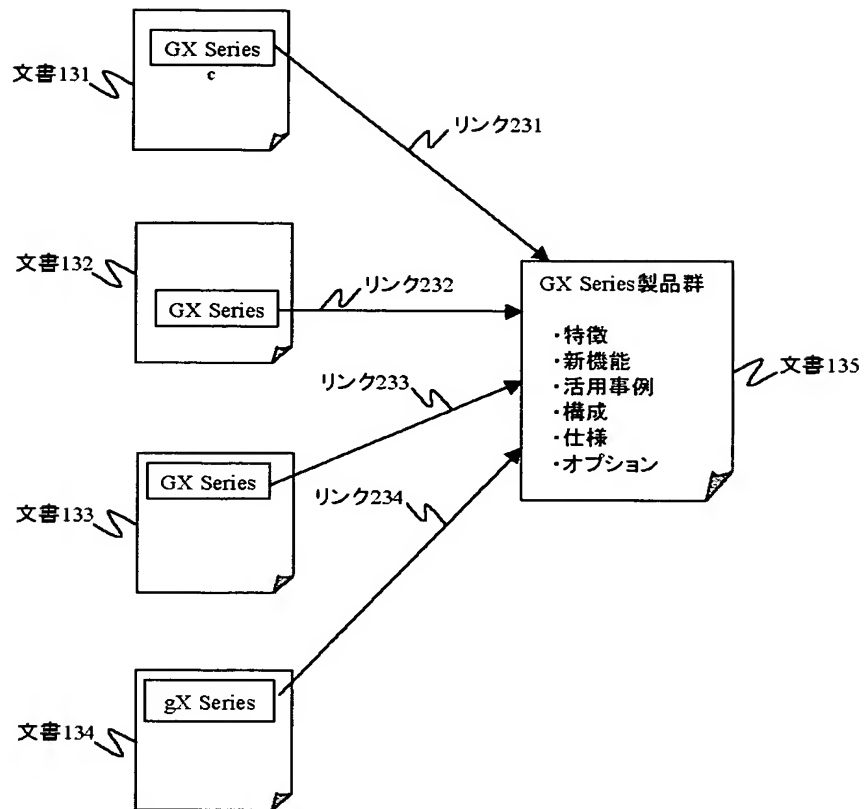 GX Series
c
文書131
リンク231
文書132
GX Series
リンク232
GX Series製品群
・特徴
・新機能
・活用事例
・構成
・仕様
・オプション
文書135
リンク233
GX Series
文書133
リンク234
gX Series
文書134